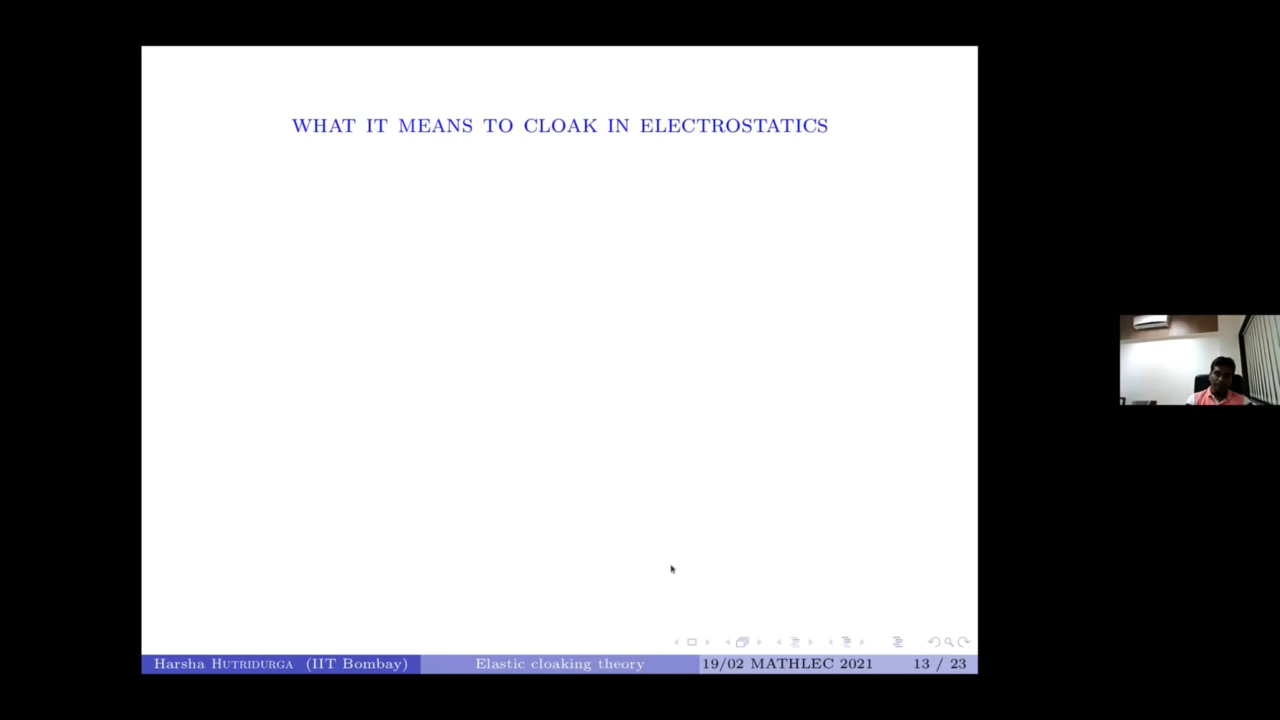 WHAT IT MEANS TO CLOAK IN ELECTROSTATICS
Harsha HUTRIDURGA (IIT Bombay) Elastic cloaking theory 19/02 MATHLEC 2021 13 / 23